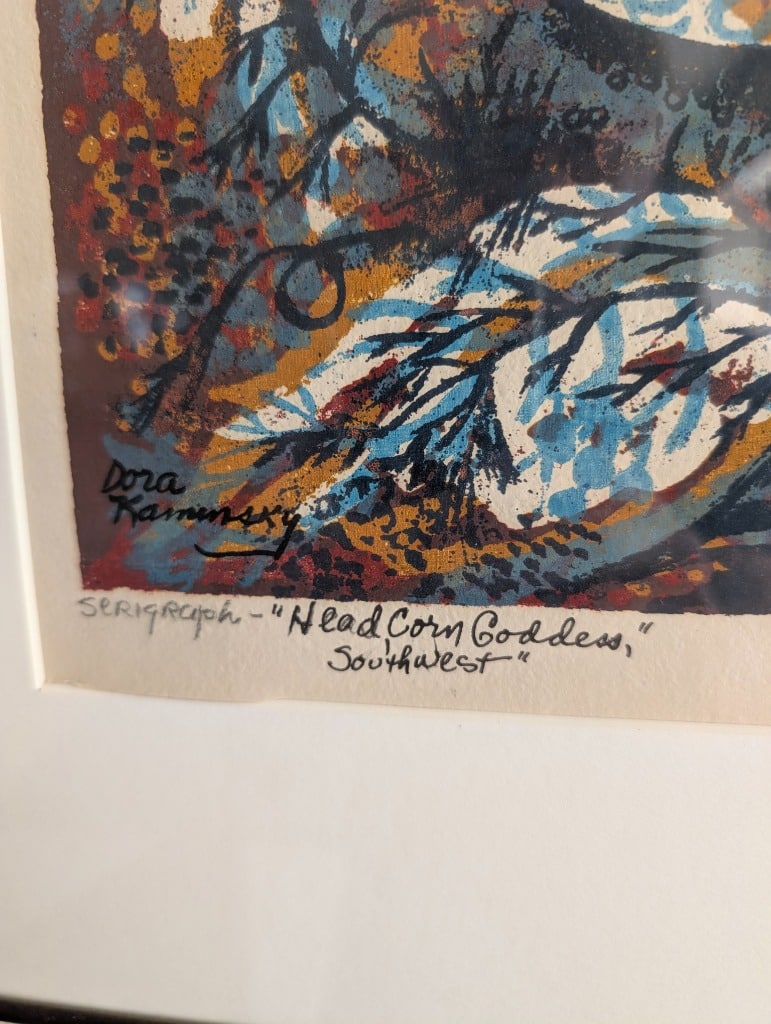 Dora
Kaminsky
Serigraph - "Head, Corn Goddess,"
Southwest"